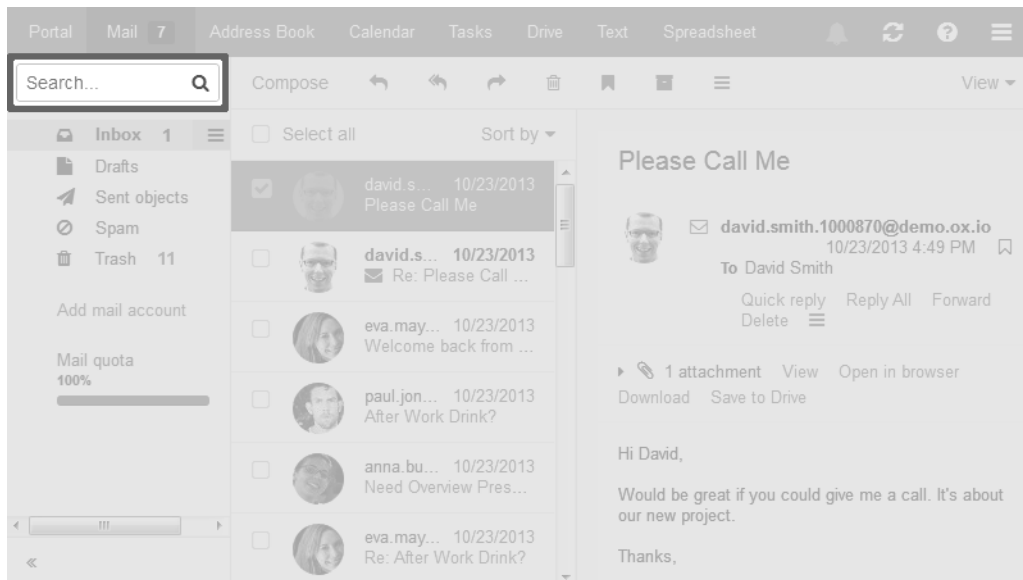 Portal Mail 7 Address Book Calendar Tasks Drive Text Spreadsheet
Search...
Compose View
Inbox 1
Drafts
Sent objects
Spam
Trash 11
Add mail account
Mail quota
100%
Select all Sort by
david.s... 10/23/2013
Please Call Me
david.s... 10/23/2013
Re: Please Call ...
eva.may... 10/23/2013
Welcome back from ...
paul.jon... 10/23/2013
After Work Drink?
anna.bu... 10/23/2013
Need Overview Pres...
eva.may... 10/23/2013
Re: After Work Drink?
Please Call Me
david.smith.1000870@demo.ox.io
10/23/2013 4:49 PM
To David Smith
Quick reply Reply All Forward
Delete
1 attachment View Open in browser
Download Save to Drive
Hi David,
Would be great if you could give me a call. It's about
our new project.
Thanks,